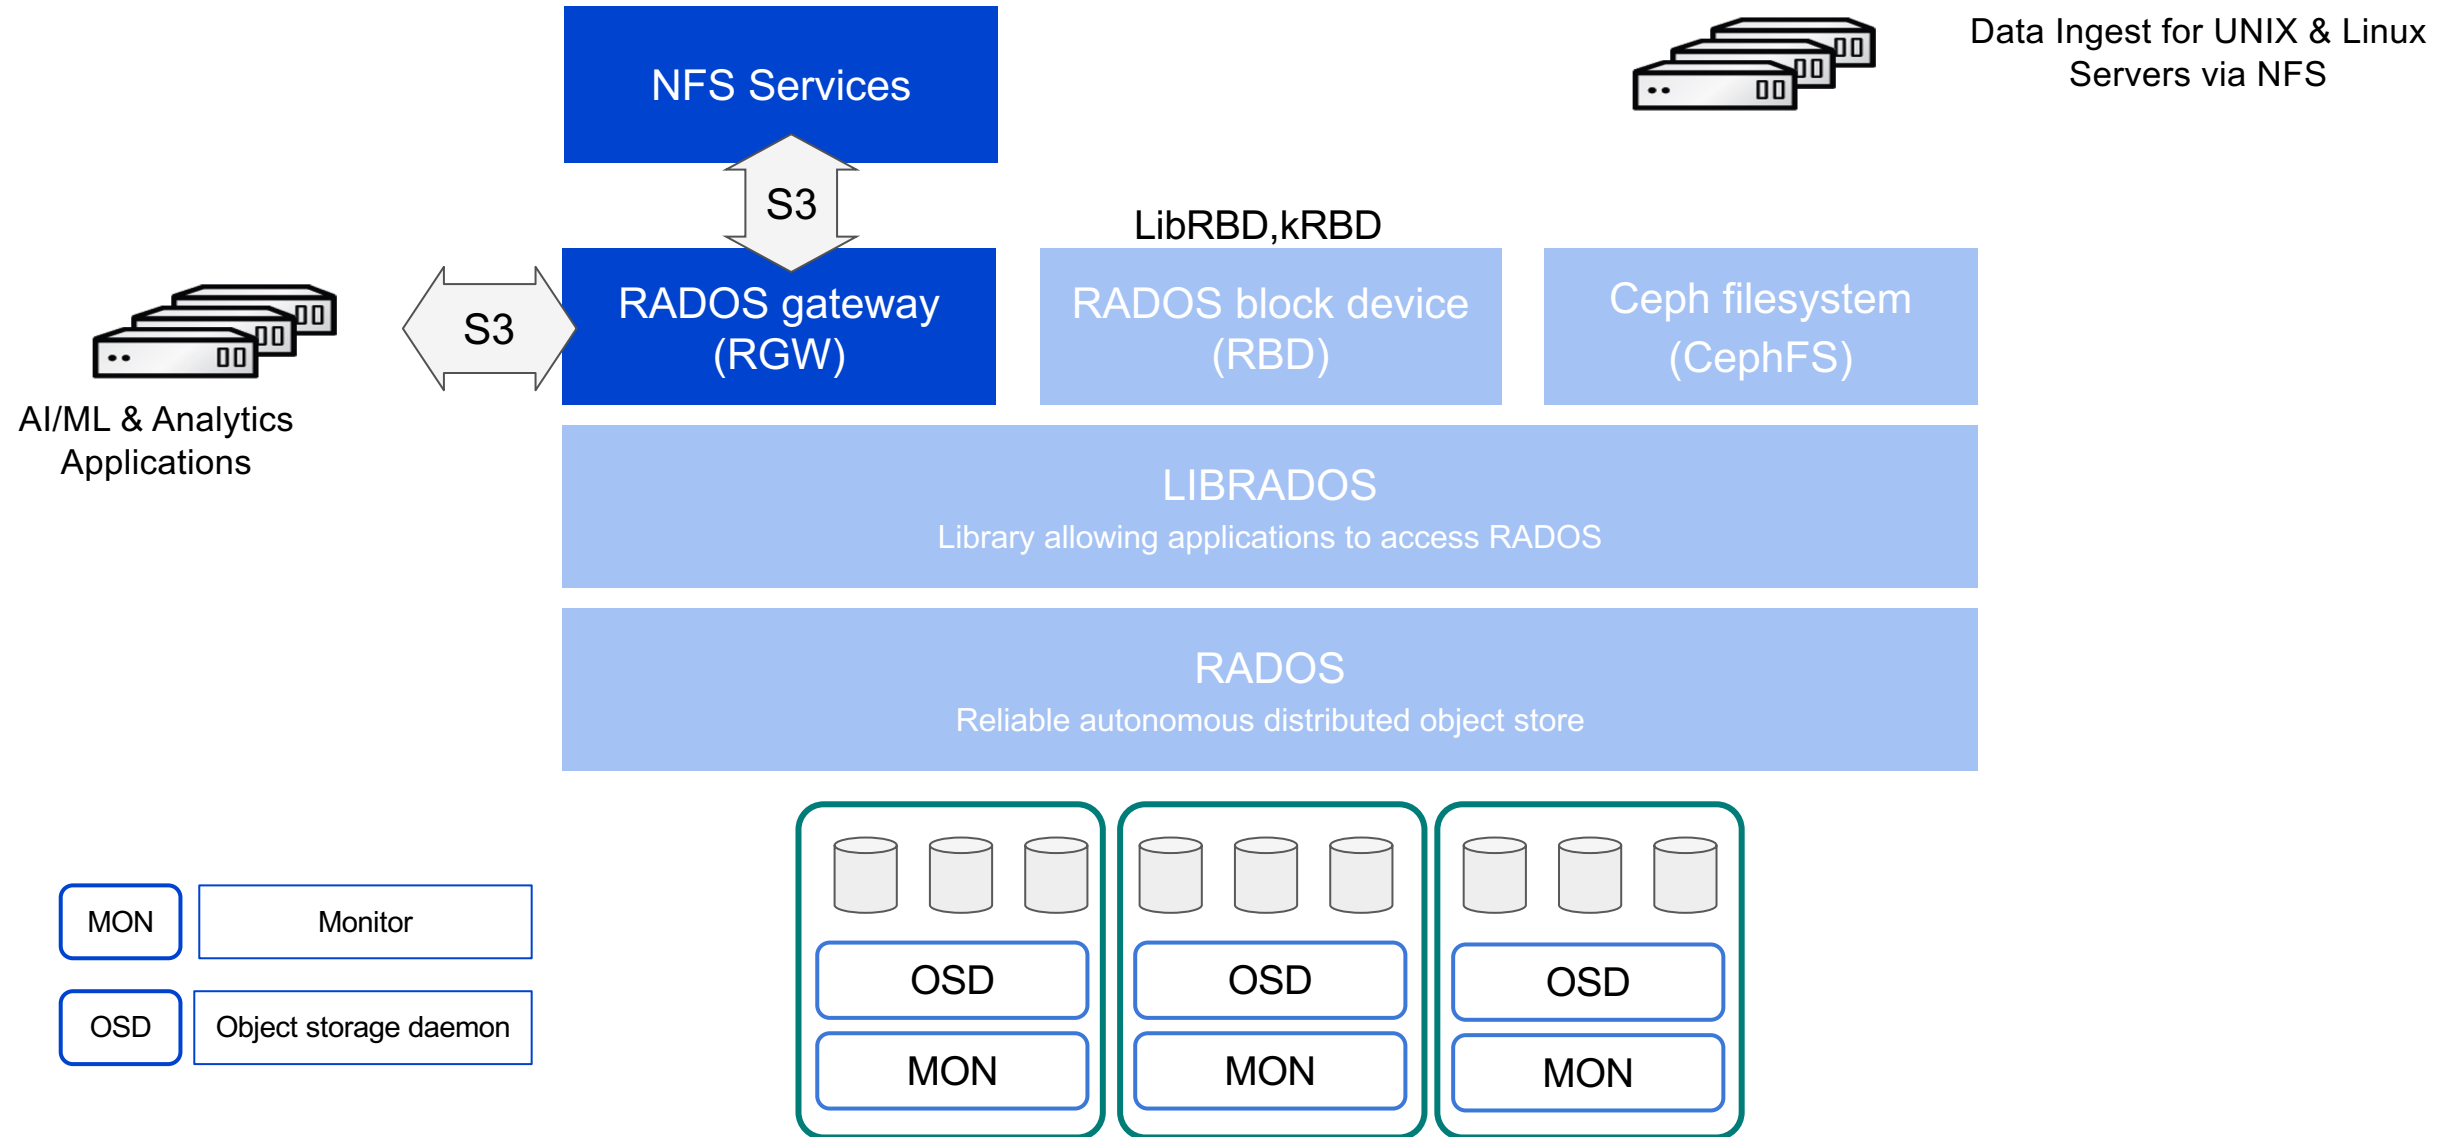 NFS Services
Data Ingest for UNIX & Linux
Servers via NFS
S3
LibRBD,kRBD
S3
RADOS gateway
(RGW)
RADOS block device
(RBD)
Ceph filesystem
(CephFS)
AI/ML & Analytics
Applications
LIBRADOS
Library allowing applications to access RADOS
RADOS
Reliable autonomous distributed object store
MON
Monitor
OSD
Object storage daemon
OSD
MON
OSD
MON
OSD
MON